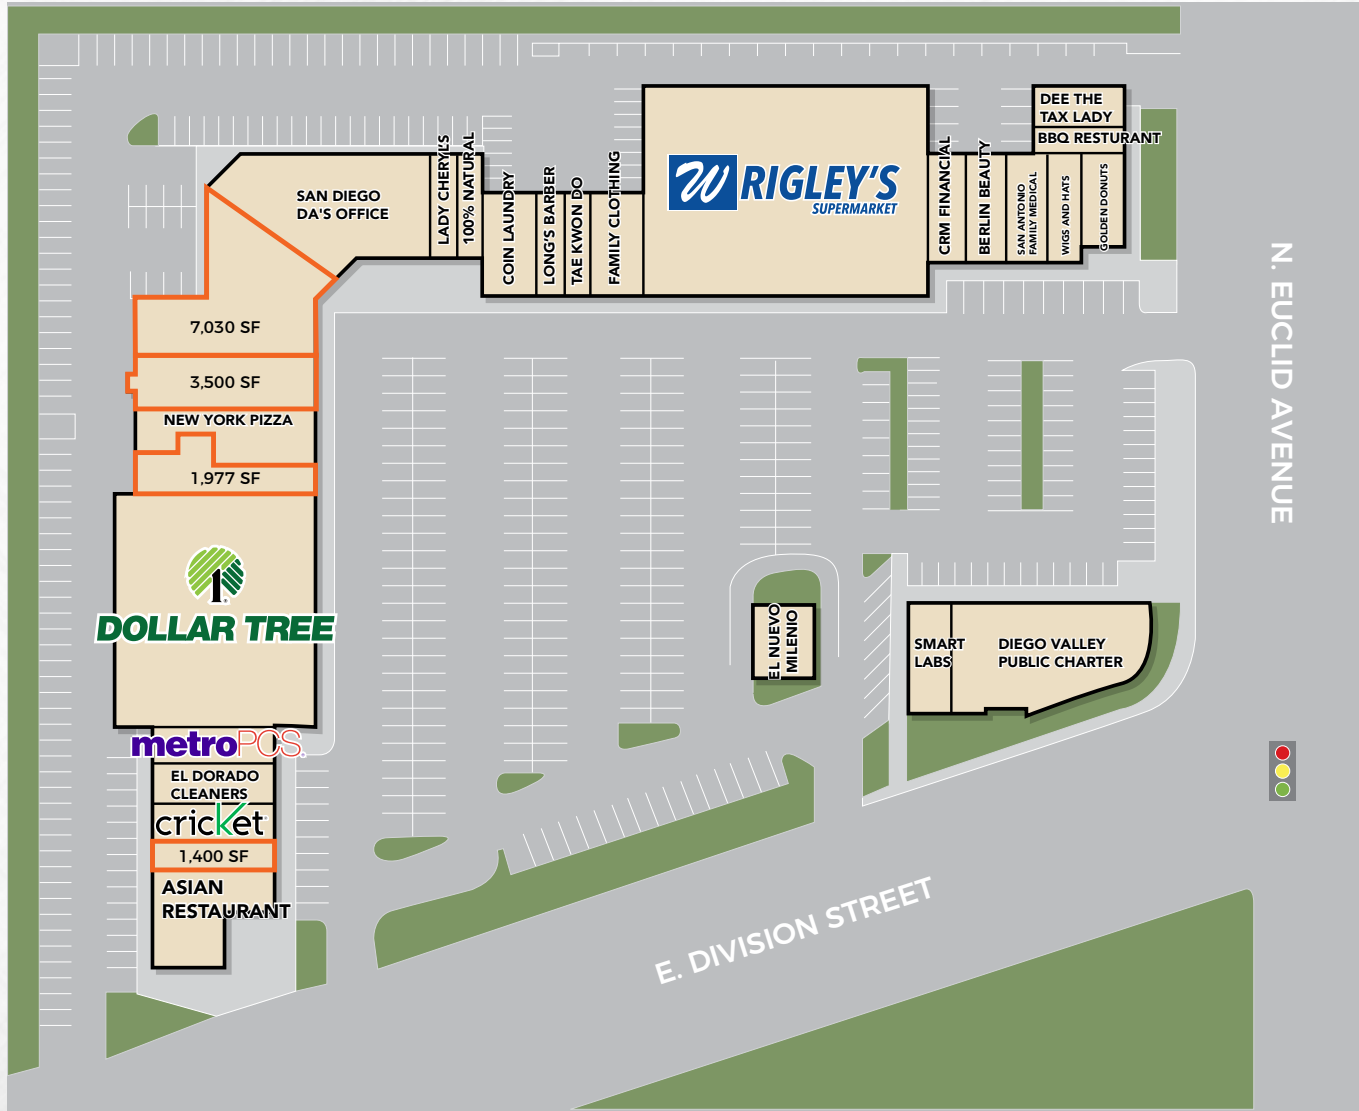 DEE THE
TAX LADY
BBQ RESTURANT
SAN DIEGO
DA'S OFFICE
LADY CHERYL'S
100% NATURAL
COIN LAUNDRY
LONG'S BARBER
TAE KWON DO
FAMILY CLOTHING
W RIGLEY'S
SUPERMARKET
CRM FINANCIAL
BERLIN BEAUTY
SAN ANTONIO
FAMILY MEDICAL
WIGS AND HATS
GOLDEN DONUTS
N. EUCLID AVENUE
7,030 SF
3,500 SF
NEW YORK PIZZA
1,977 SF
DOLLAR TREE
EL NUEVO
MILENIO
SMART
LABS
DIEGO VALLEY
PUBLIC CHARTER
metroPCS.
EL DORADO
CLEANERS
cricket
1,400 SF
ASIAN
RESTAURANT
E. DIVISION STREET